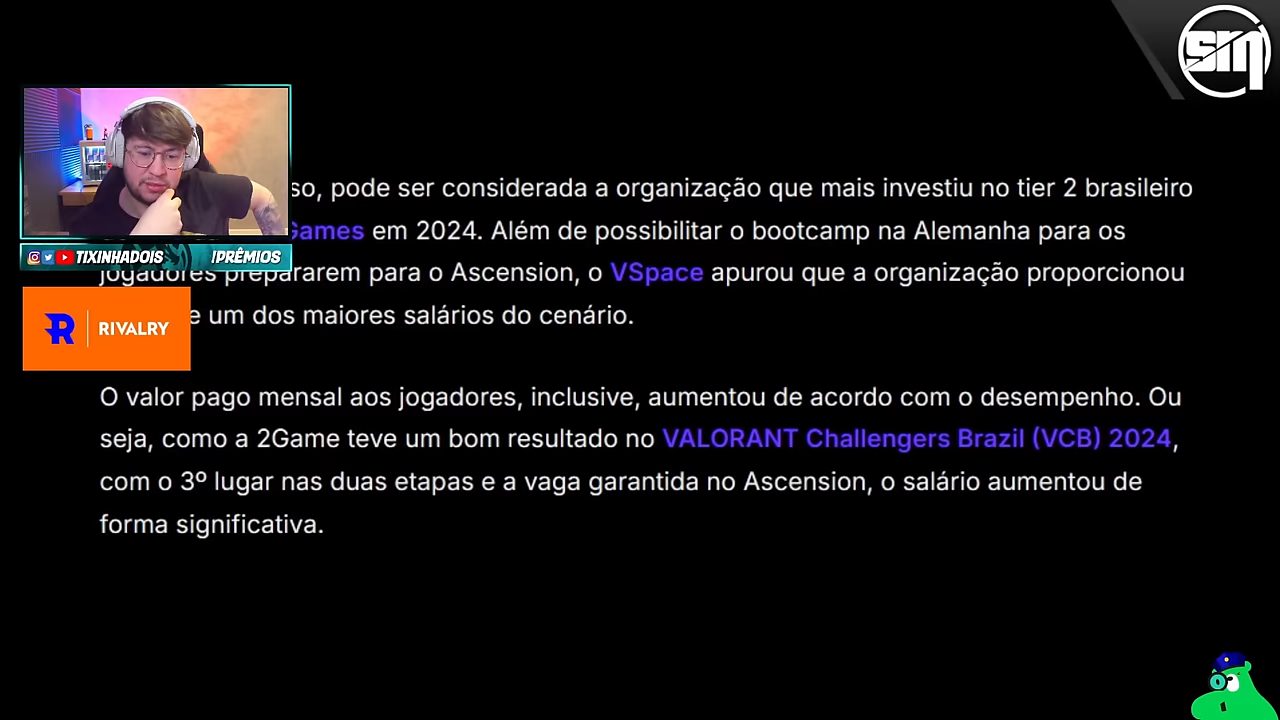 sm
so, pode ser considerada a organização que mais investiu no tier 2 brasileiro
Games em 2024. Além de possibilitar o bootcamp na Alemanha para os
TIXINHADOIS !PRÊMIOS
jogadores prepararem para o Ascension, o VSpace apurou que a organização proporcionou
e um dos maiores salários do cenário.
R RIVALRY
O valor pago mensal aos jogadores, inclusive, aumentou de acordo com o desempenho. Ou
seja, como a 2Game teve um bom resultado no VALORANT Challengers Brazil (VCB) 2024,
com o 3º lugar nas duas etapas e a vaga garantida no Ascension, o salário aumentou de
forma significativa.